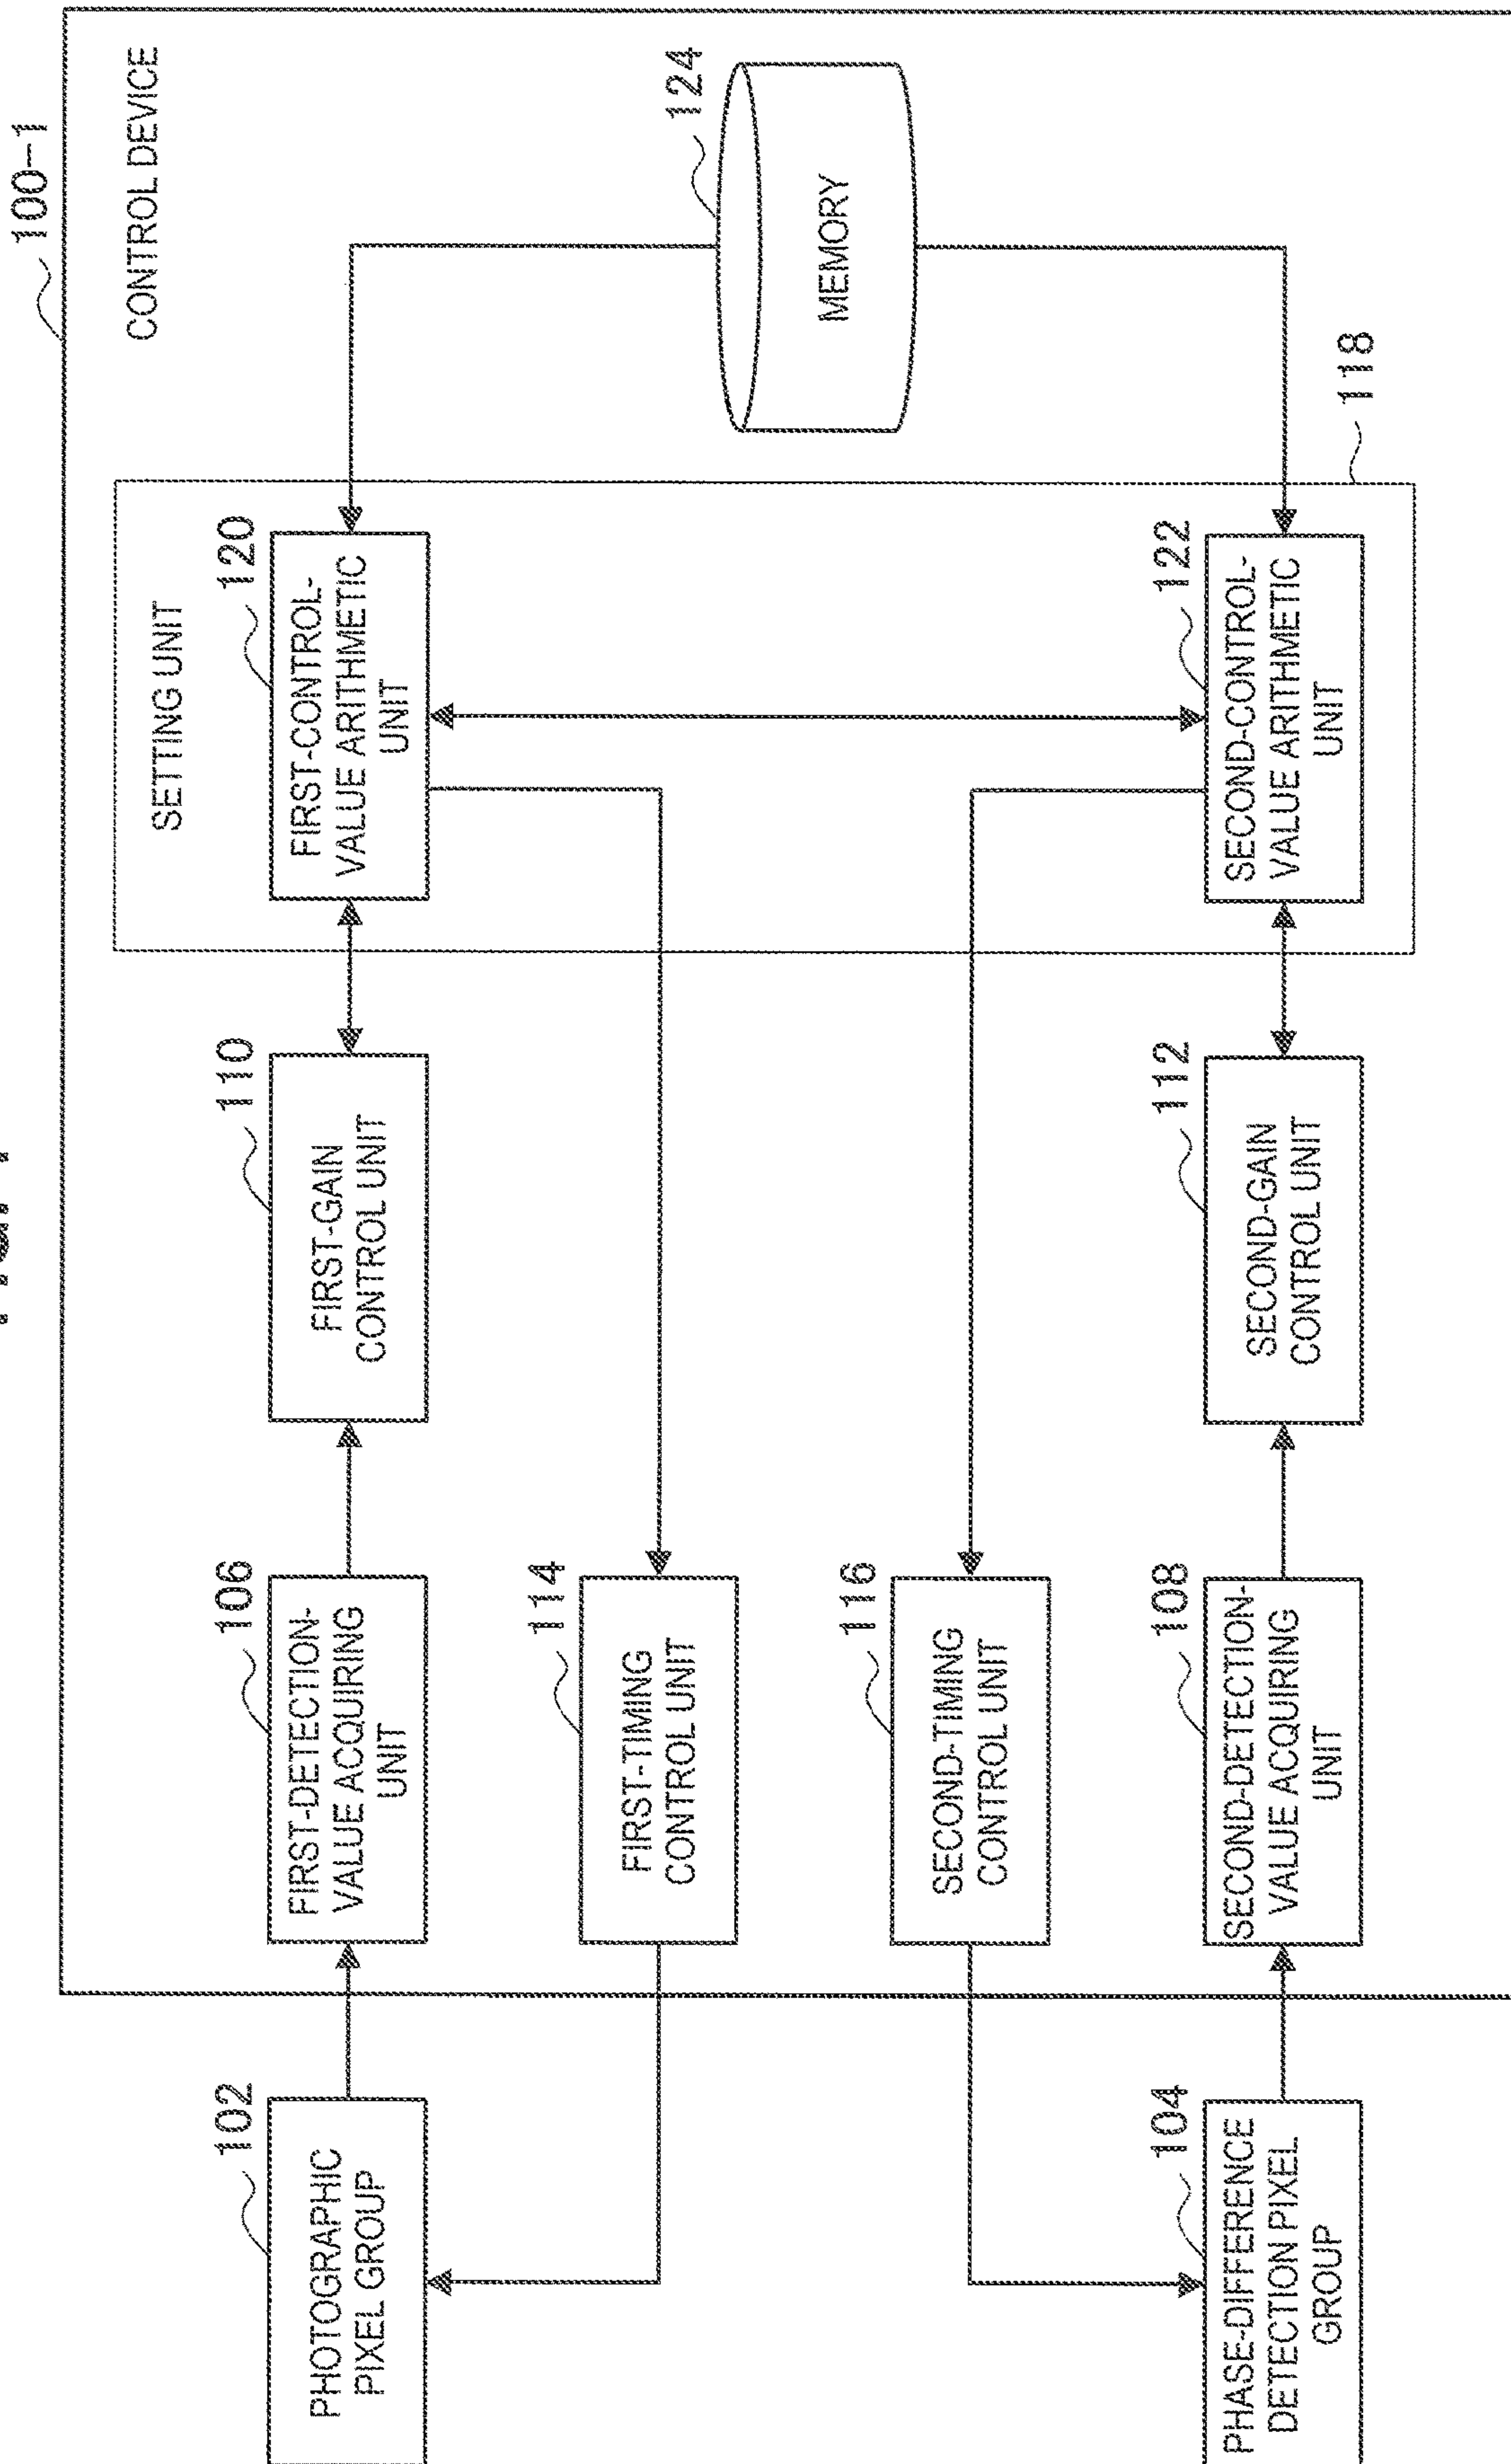 100-1
CONTROL DEVICE
SETTING UNIT
102
PHOTOGRAPHIC
PIXEL GROUP
106
FIRST-DETECTION-
VALUE ACQUIRING
UNIT
110
FIRST-GAIN
CONTROL UNIT
120
FIRST-CONTROL-
VALUE ARITHMETIC
UNIT
114
FIRST-TIMING
CONTROL UNIT
124
MEMORY
116
SECOND-TIMING
CONTROL UNIT
104
PHASE-DIFFERENCE
DETECTION PIXEL
GROUP
108
SECOND-DETECTION-
VALUE ACQUIRING
UNIT
112
SECOND-GAIN
CONTROL UNIT
122
SECOND-CONTROL-
VALUE ARITHMETIC
UNIT
118